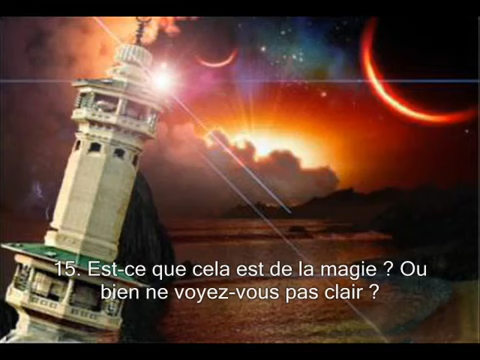 15. Est-ce que cela est de la magie ? Ou
bien ne voyez-vous pas clair ?